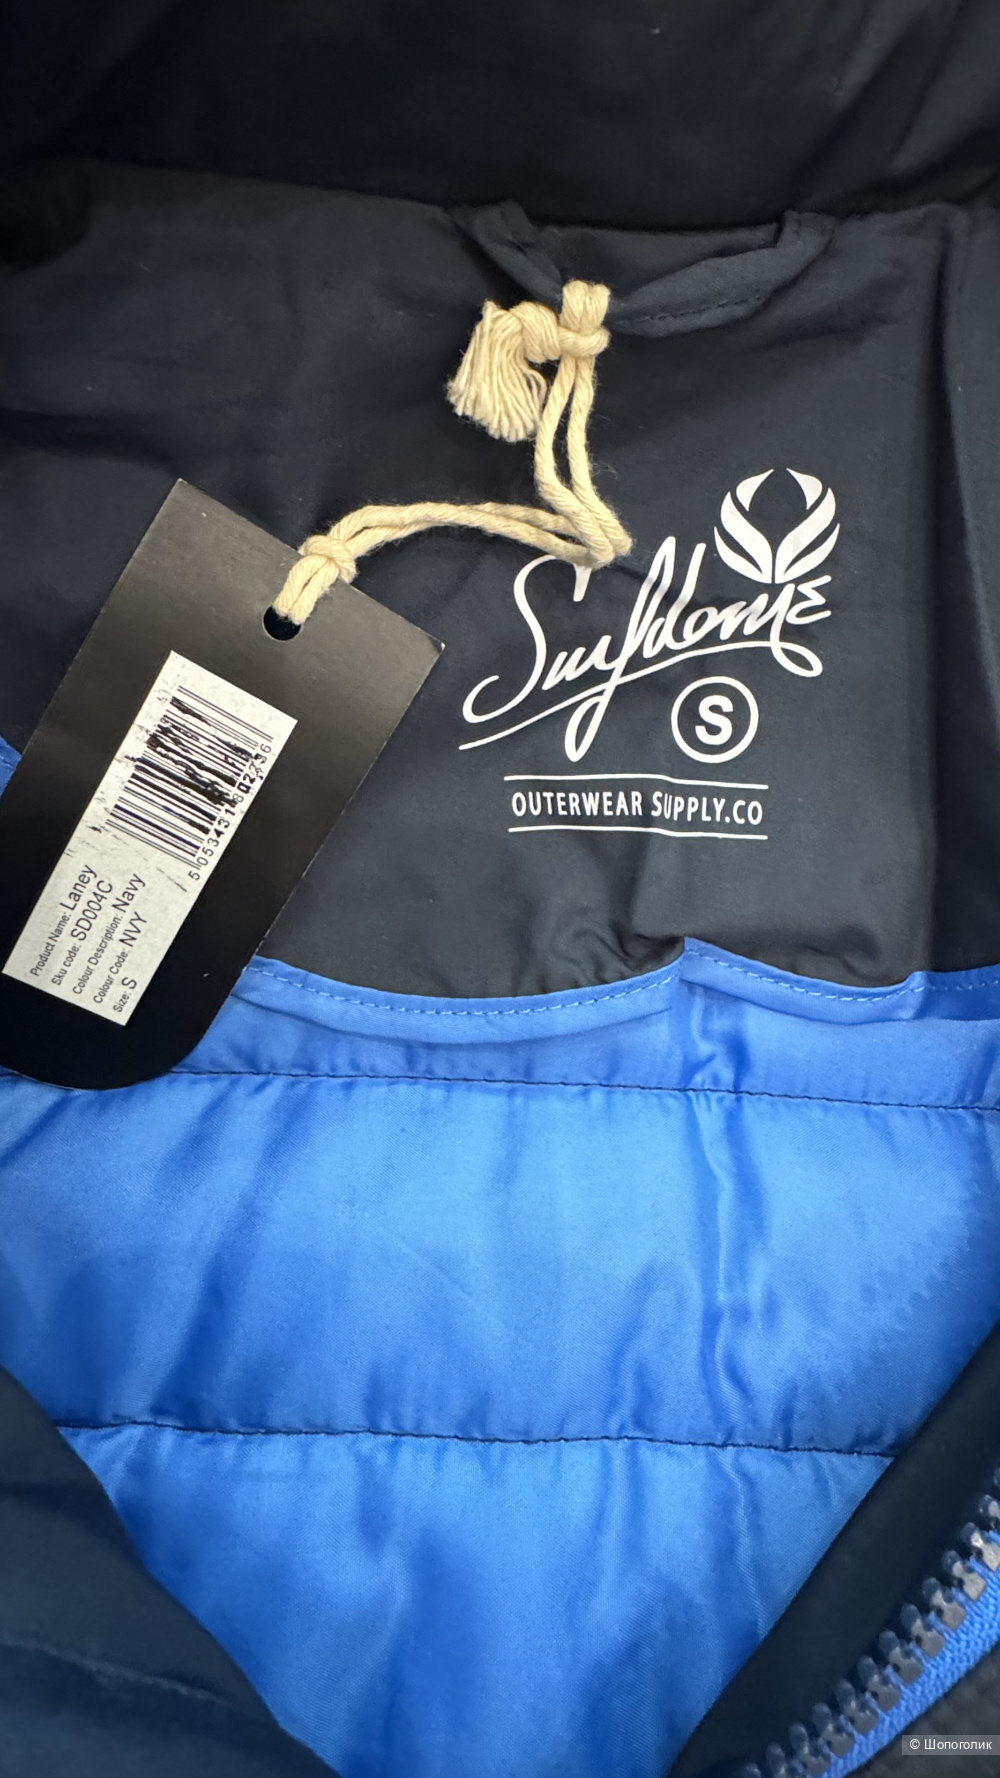 Surfdome
S
OUTERWEAR SUPPLY.CO
Product Name: Laney
Sku code: SD004C
Colour Description: Navy
Colour Code: NVY
Size: S
© Шопоголик